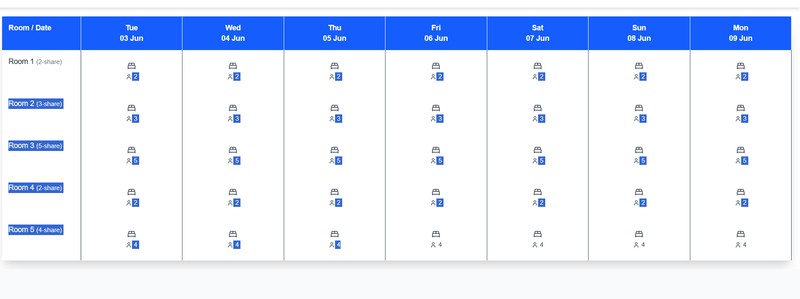 Room / Date Tue Wed Thu Fri Sat Sun Mon
03 Jun 04 Jun 05 Jun 06 Jun 07 Jun 08 Jun 09 Jun
Room 1 (2-share)
2 2 2 2 2 2 2
Room 2 (3-share)
3 3 3 3 3 3 3
Room 3 (5-share)
5 5 5 5 5 5 5
Room 4 (2-share)
2 2 2 2 2 2 2
Room 5 (4-share)
4 4 4 4 4 4 4